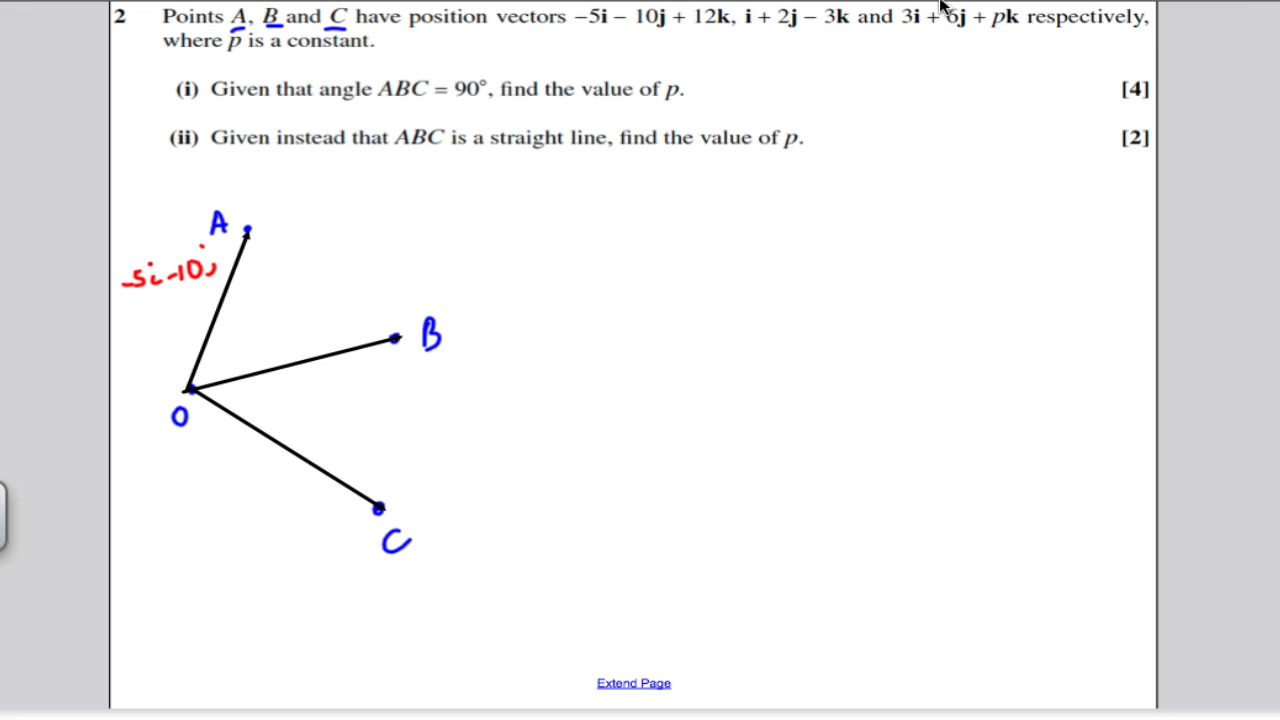 2 Points A, B and C have position vectors −5i − 10j + 12k, i + 2j − 3k and 3i + 6j + pk respectively,
where p is a constant.
(i) Given that angle ABC = 90°, find the value of p. [4]
(ii) Given instead that ABC is a straight line, find the value of p. [2]
A
-5i-10j
B
O
C
Extend Page